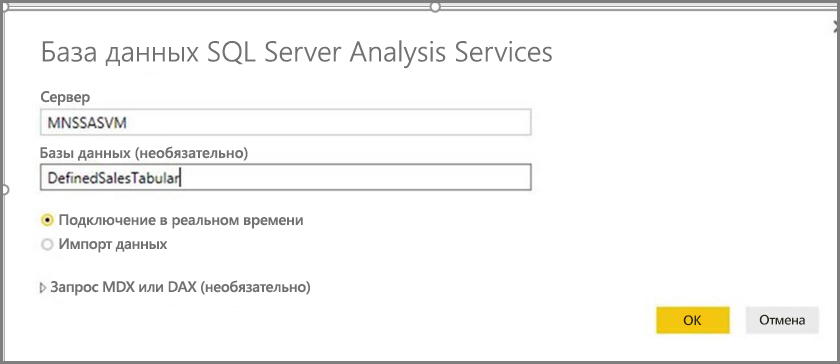 База данных SQL Server Analysis Services
Сервер
MNSSASVM
Базы данных (необязательно)
DefinedSalesTabular
Подключение в реальном времени
Импорт данных
Запрос MDX или DAX (необязательно)
ОК
Отмена